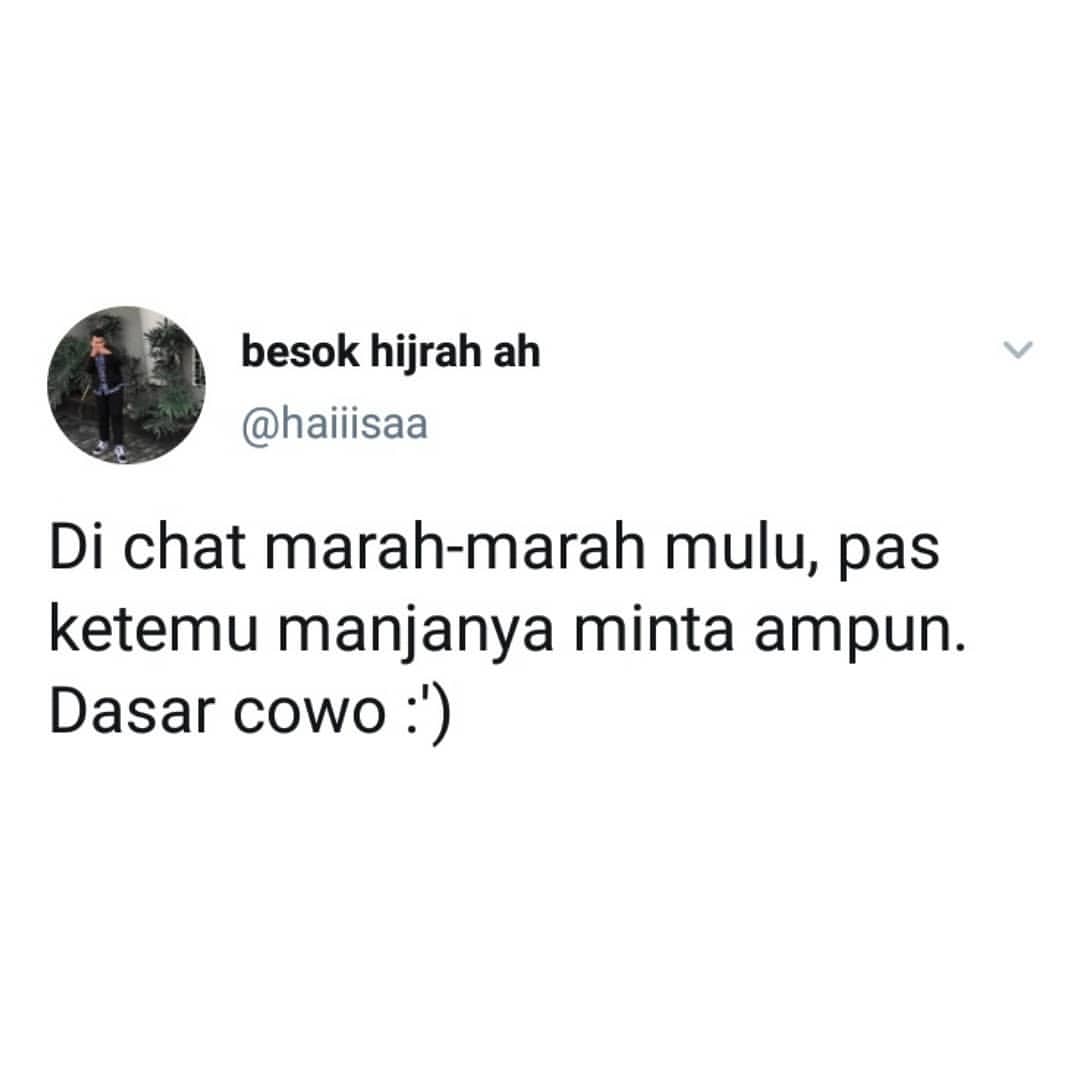 besok hijrah ah
@haiiisaa
Di chat marah-marah mulu, pas
ketemu manjanya minta ampun.
Dasar cowo :')